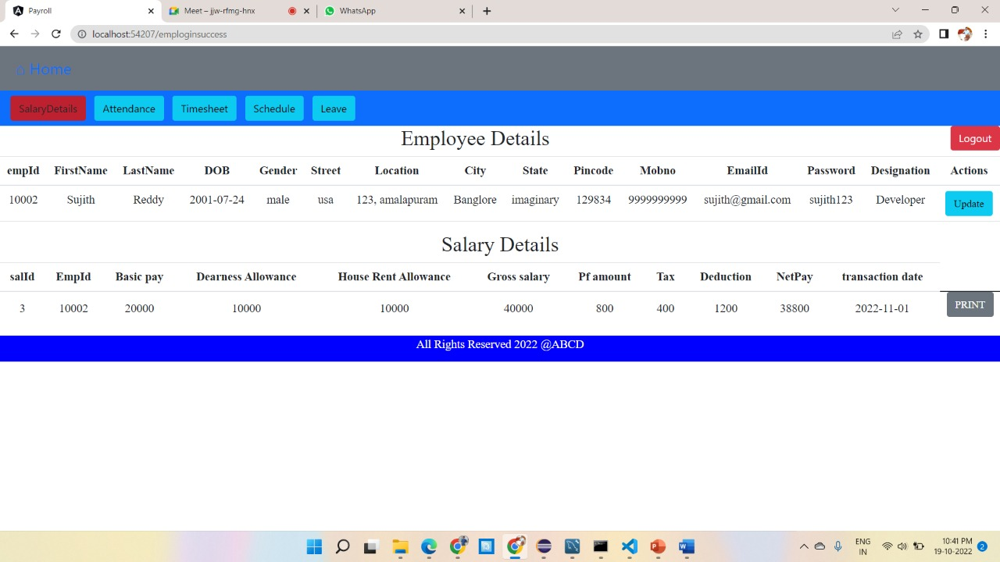 Payroll
Meet – jjw-rfmg-hnx
WhatsApp
localhost:54207/emploginsuccess
Home
SalaryDetails Attendance Timesheet Schedule Leave
Employee Details
Logout
empId FirstName LastName DOB Gender Street Location City State Pincode Mobno EmailId Password Designation Actions
10002 Sujith Reddy 2001-07-24 male usa 123, amalapuram Banglore imaginary 129834 9999999999 sujith@gmail.com sujith123 Developer Update
Salary Details
salId EmpId Basic pay Dearness Allowance House Rent Allowance Gross salary Pf amount Tax Deduction NetPay transaction date
3 10002 20000 10000 10000 40000 800 400 1200 38800 2022-11-01 PRINT
All Rights Reserved 2022 @ABCD
ENG
IN
10:41 PM
19-10-2022
2